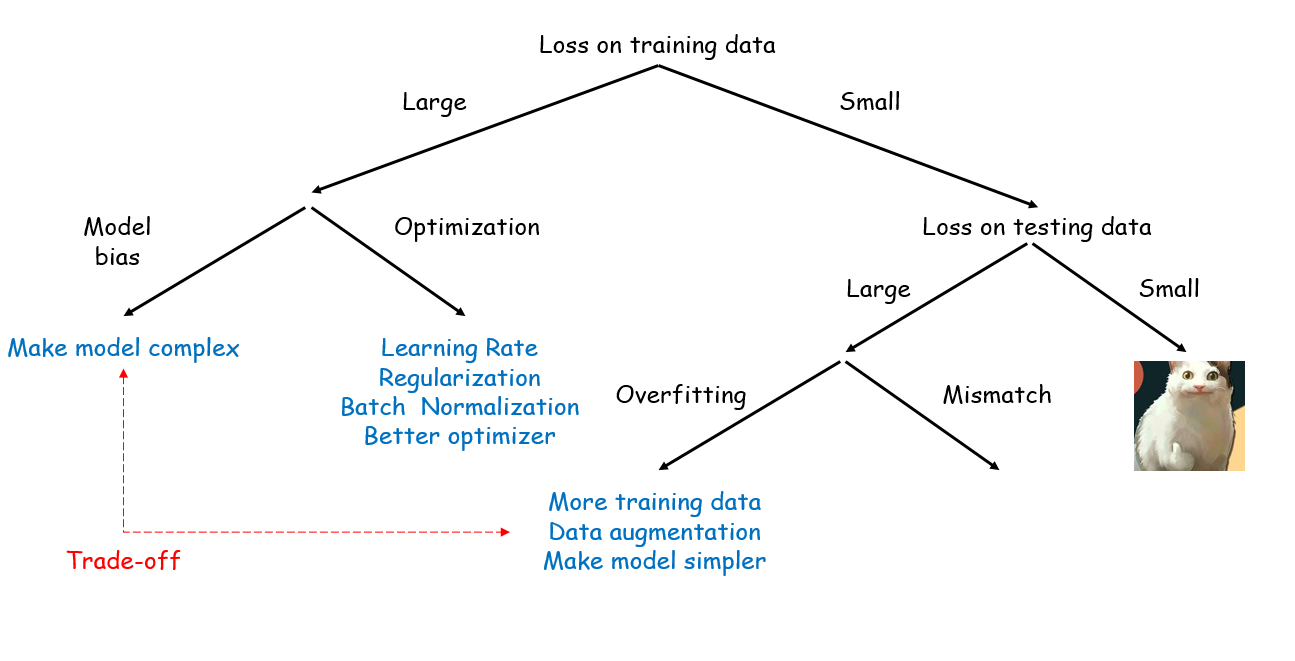 Loss on training data
Large
Small
Model
bias
Optimization
Loss on testing data
Large
Small
Make model complex
Learning Rate
Regularization
Batch  Normalization
Better optimizer
Overfitting
Mismatch
More training data
Data augmentation
Make model simpler
Trade-off